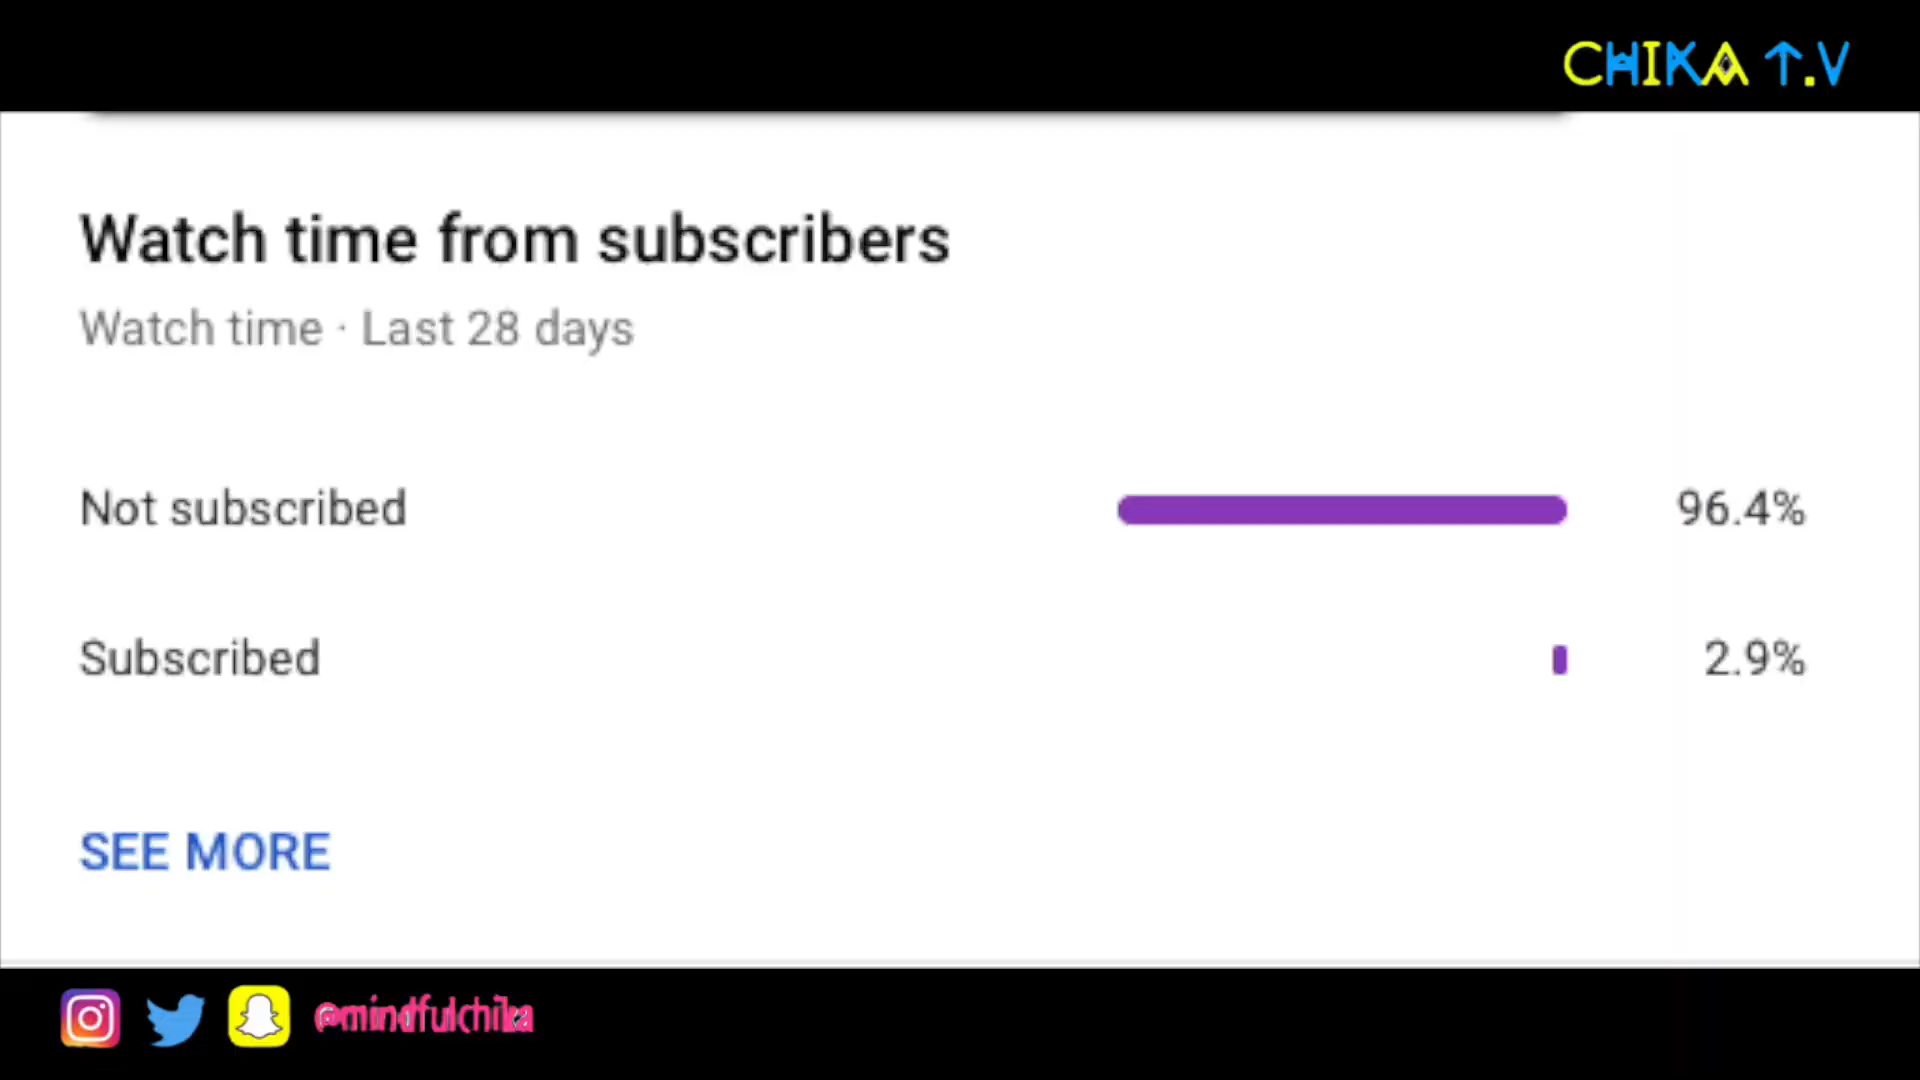 CHIKA T.V
Watch time from subscribers
Watch time · Last 28 days
Not subscribed 96.4%
Subscribed 2.9%
SEE MORE
@mindfulchika